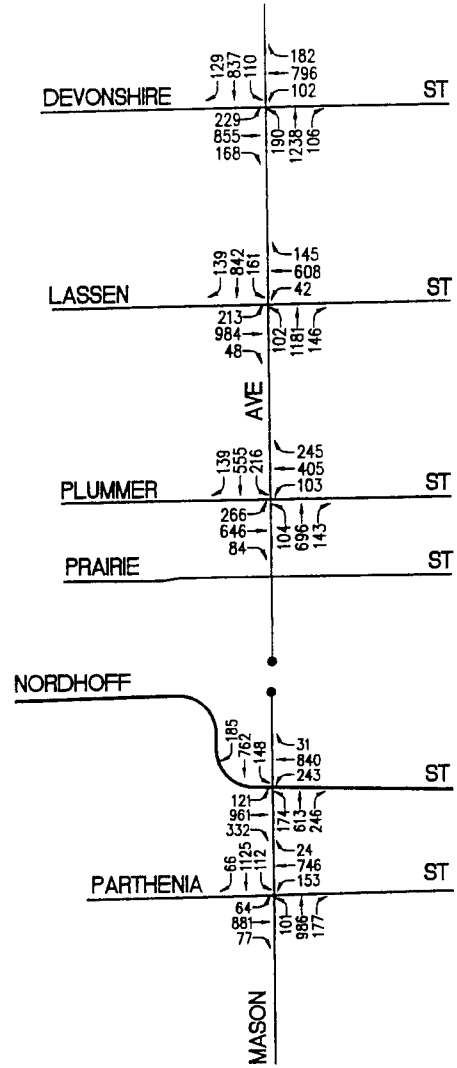 129 837 110
182
796
102
DEVONSHIRE ST
229
855
168
190 1238 106
139 842 161
145
608
42
LASSEN ST
213
984
48
102 1181 146
AVE
139 555 216
245
405
103
PLUMMER ST
266
646
84
104 696 143
PRAIRIE ST
NORDHOFF
185 762 148
31
840
243
ST
121
961
332
174 613 246
66 1125 112
24
746
153
PARTHENIA ST
64
881
77
101 986 177
MASON